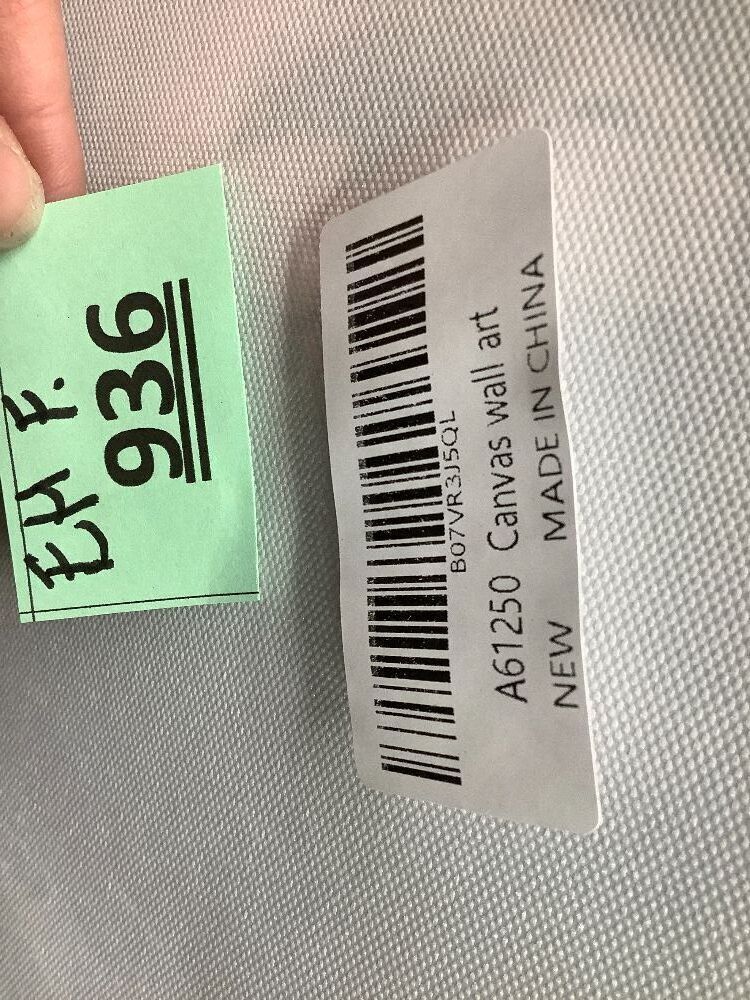 EH F.
936
B07VR3J5QL
A61250 Canvas wall art
NEW MADE IN CHINA